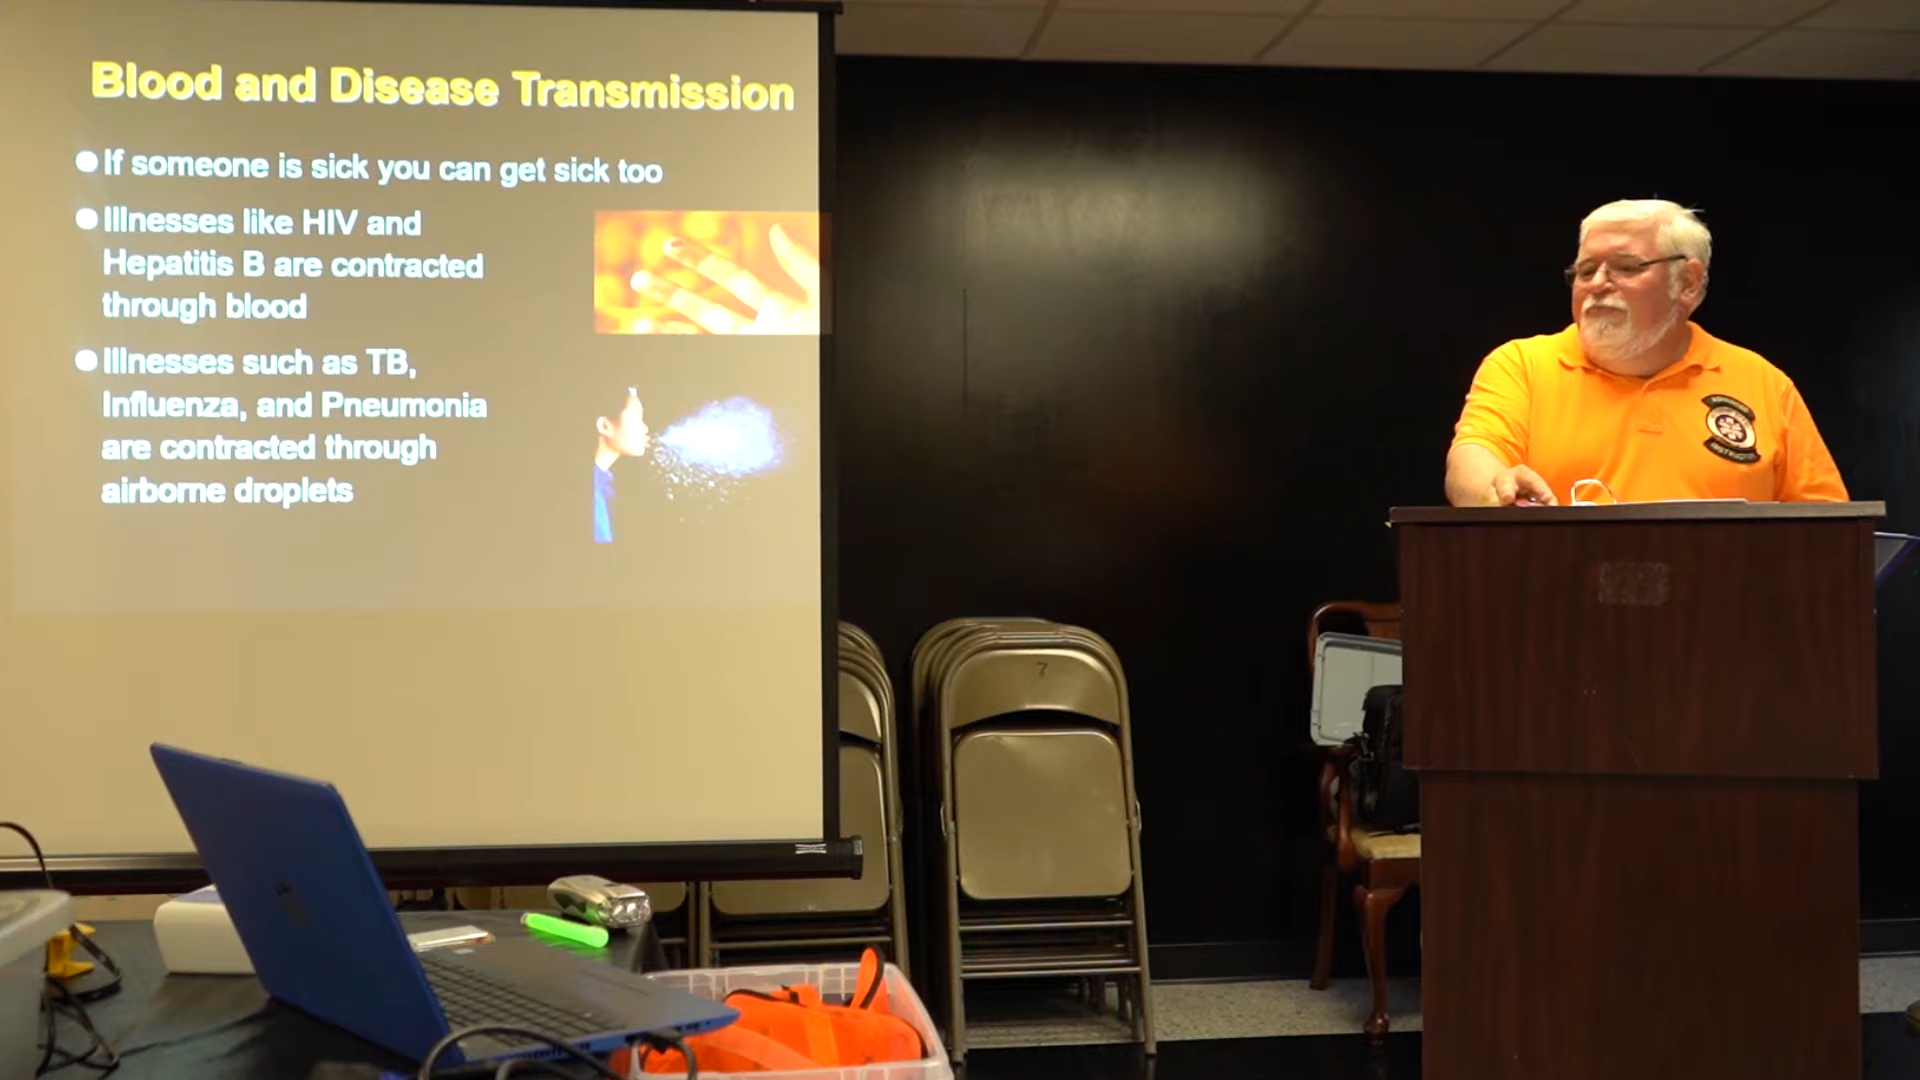 Blood and Disease Transmission
If someone is sick you can get sick too
Illnesses like HIV and
Hepatitis B are contracted
through blood
Illnesses such as TB,
Influenza, and Pneumonia
are contracted through
airborne droplets
7